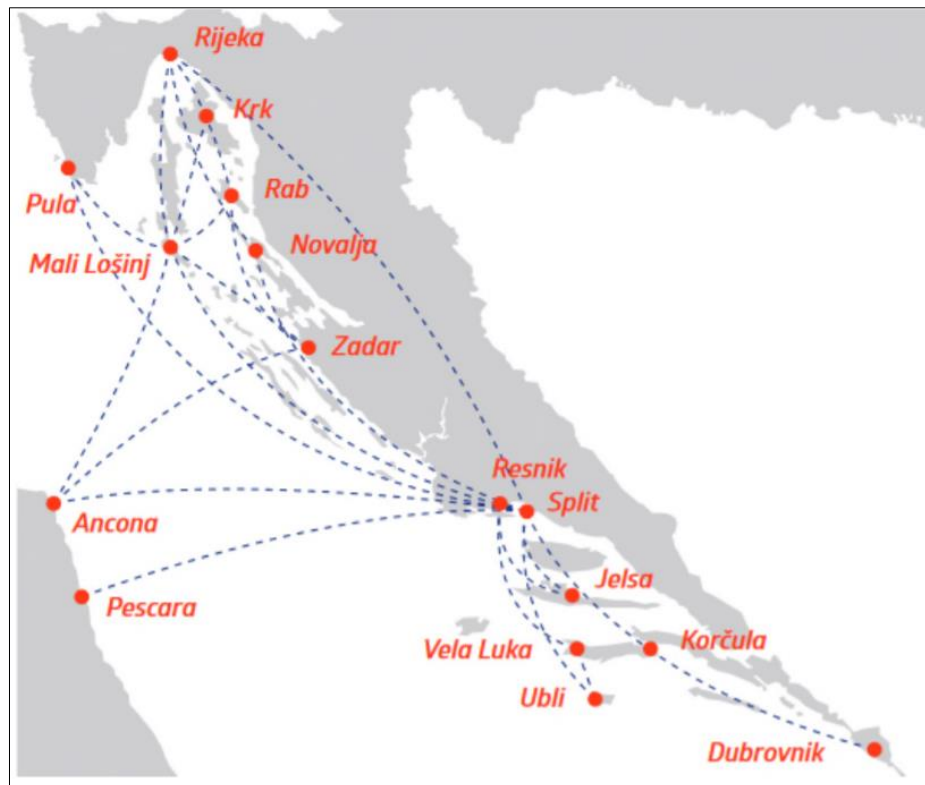 Rijeka
Krk
Rab
Pula
Novalja
Mali Lošinj
Zadar
Resnik
Split
Ancona
Jelsa
Pescara
Korčula
Vela Luka
Ubli
Dubrovnik